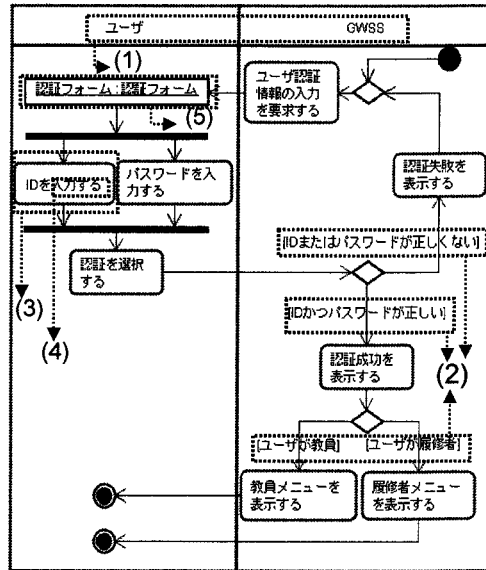 ユーザ
GWSS
(1)
ユーザ認証
情報の入力
を要求する
認証フォーム:認証フォーム
(5)
IDを入力する
パスワードを入
力する
認証失敗を
表示する
[IDまたはパスワードが正しくない]
認証を選択
する
(3)
(4)
[IDかつパスワードが正しい]
(2)
認証成功を
表示する
[ユーザが教員]
[ユーザが履修者]
教員メニューを
表示する
履修者メニュー
を表示する